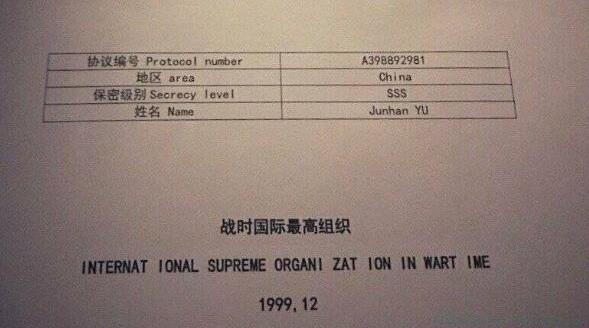 协议编号 Protocol number A398892981
地区 area China
保密级别 Secrecy level SSS
姓名 Name Junhan YU
战时国际最高组织
INTERNAT IONAL SUPREME ORGANI ZAT ION IN WART IME
1999,12